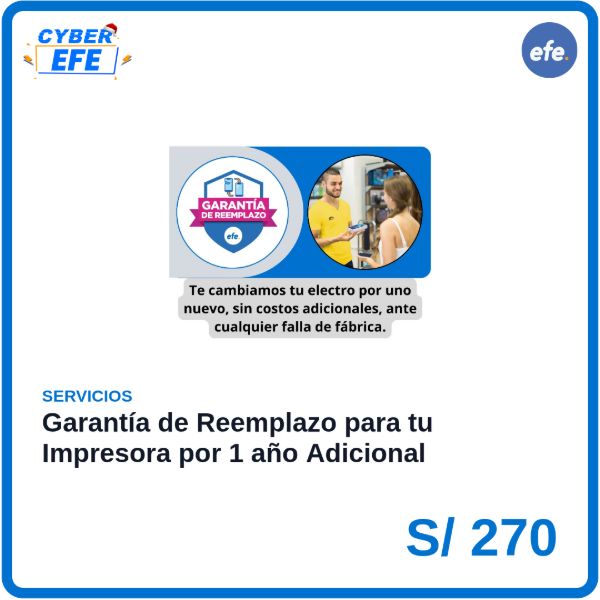 CYBER
EFE
efe.
GARANTÍA
DE REEMPLAZO
efe
Te cambiamos tu electro por uno
nuevo, sin costos adicionales, ante
cualquier falla de fábrica.
SERVICIOS
Garantía de Reemplazo para tu
Impresora por 1 año Adicional
S/ 270